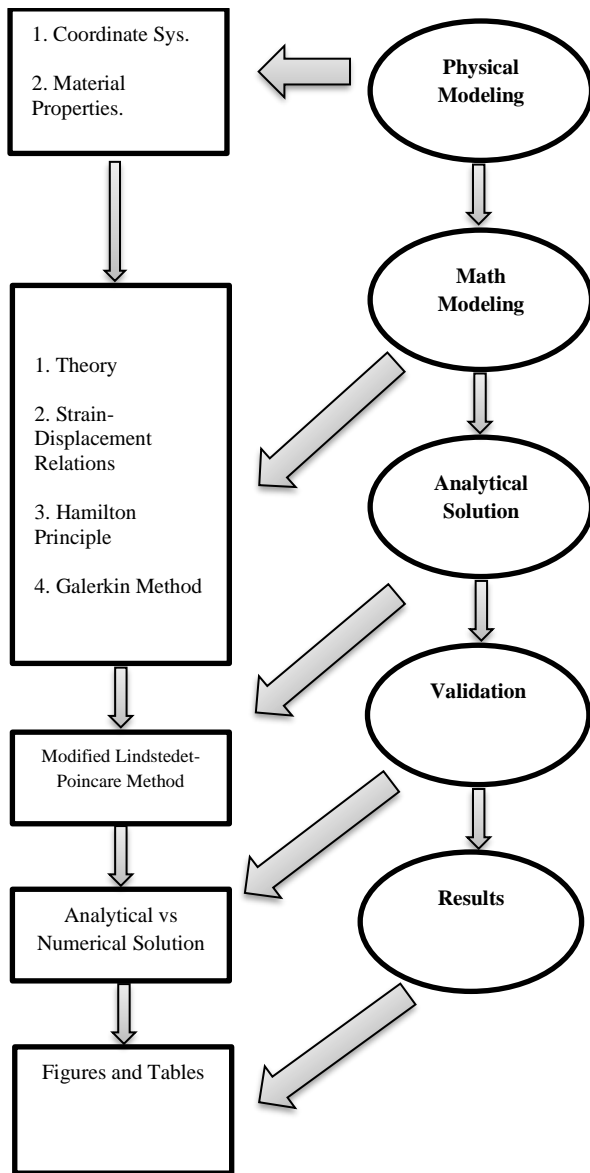 1. Coordinate Sys.
2. Material
Properties.
Physical
Modeling
Math
Modeling
1. Theory
2. Strain-
Displacement
Relations
3. Hamilton
Principle
4. Galerkin Method
Analytical
Solution
Modified Lindstedet-
Poincare Method
Validation
Analytical vs
Numerical Solution
Results
Figures and Tables